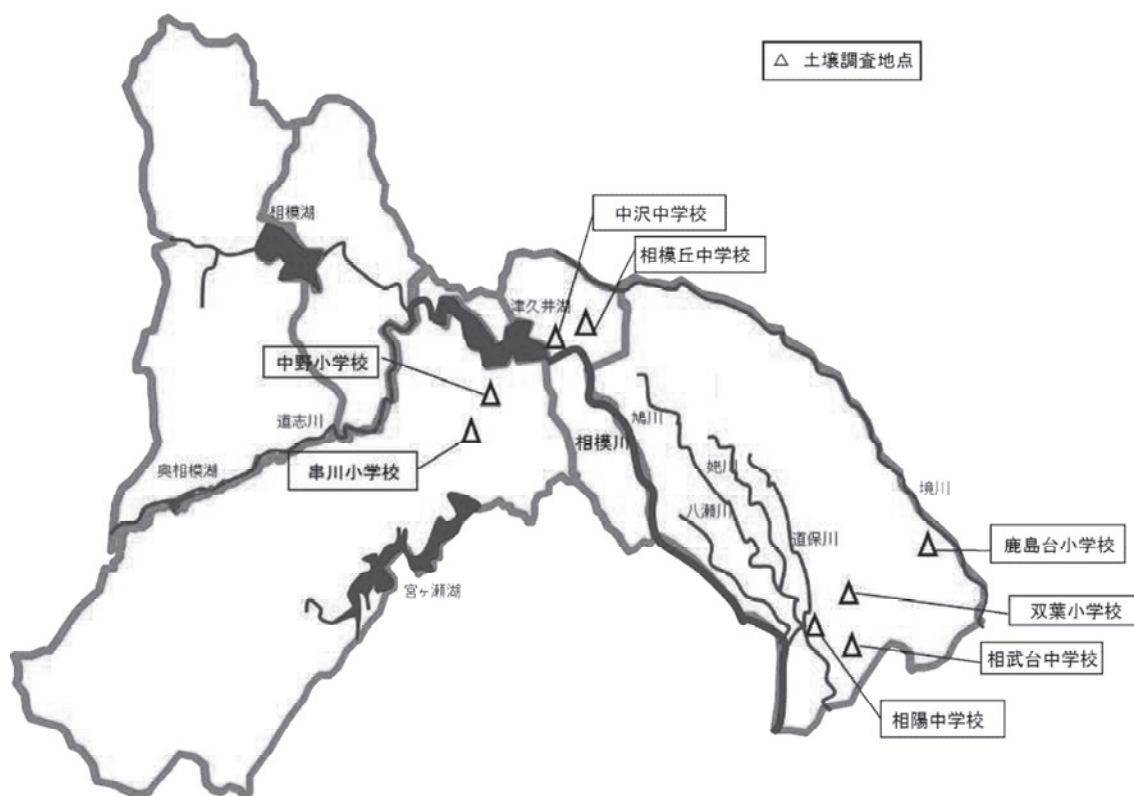 △ 土壌調査地点
相模湖
中沢中学校
相模丘中学校
津久井湖
中野小学校
鳩川
道志川
相模川
姥川
串川小学校
奥相模湖
境川
八瀬川
道保川
鹿島台小学校
宮ヶ瀬湖
双葉小学校
相武台中学校
相陽中学校